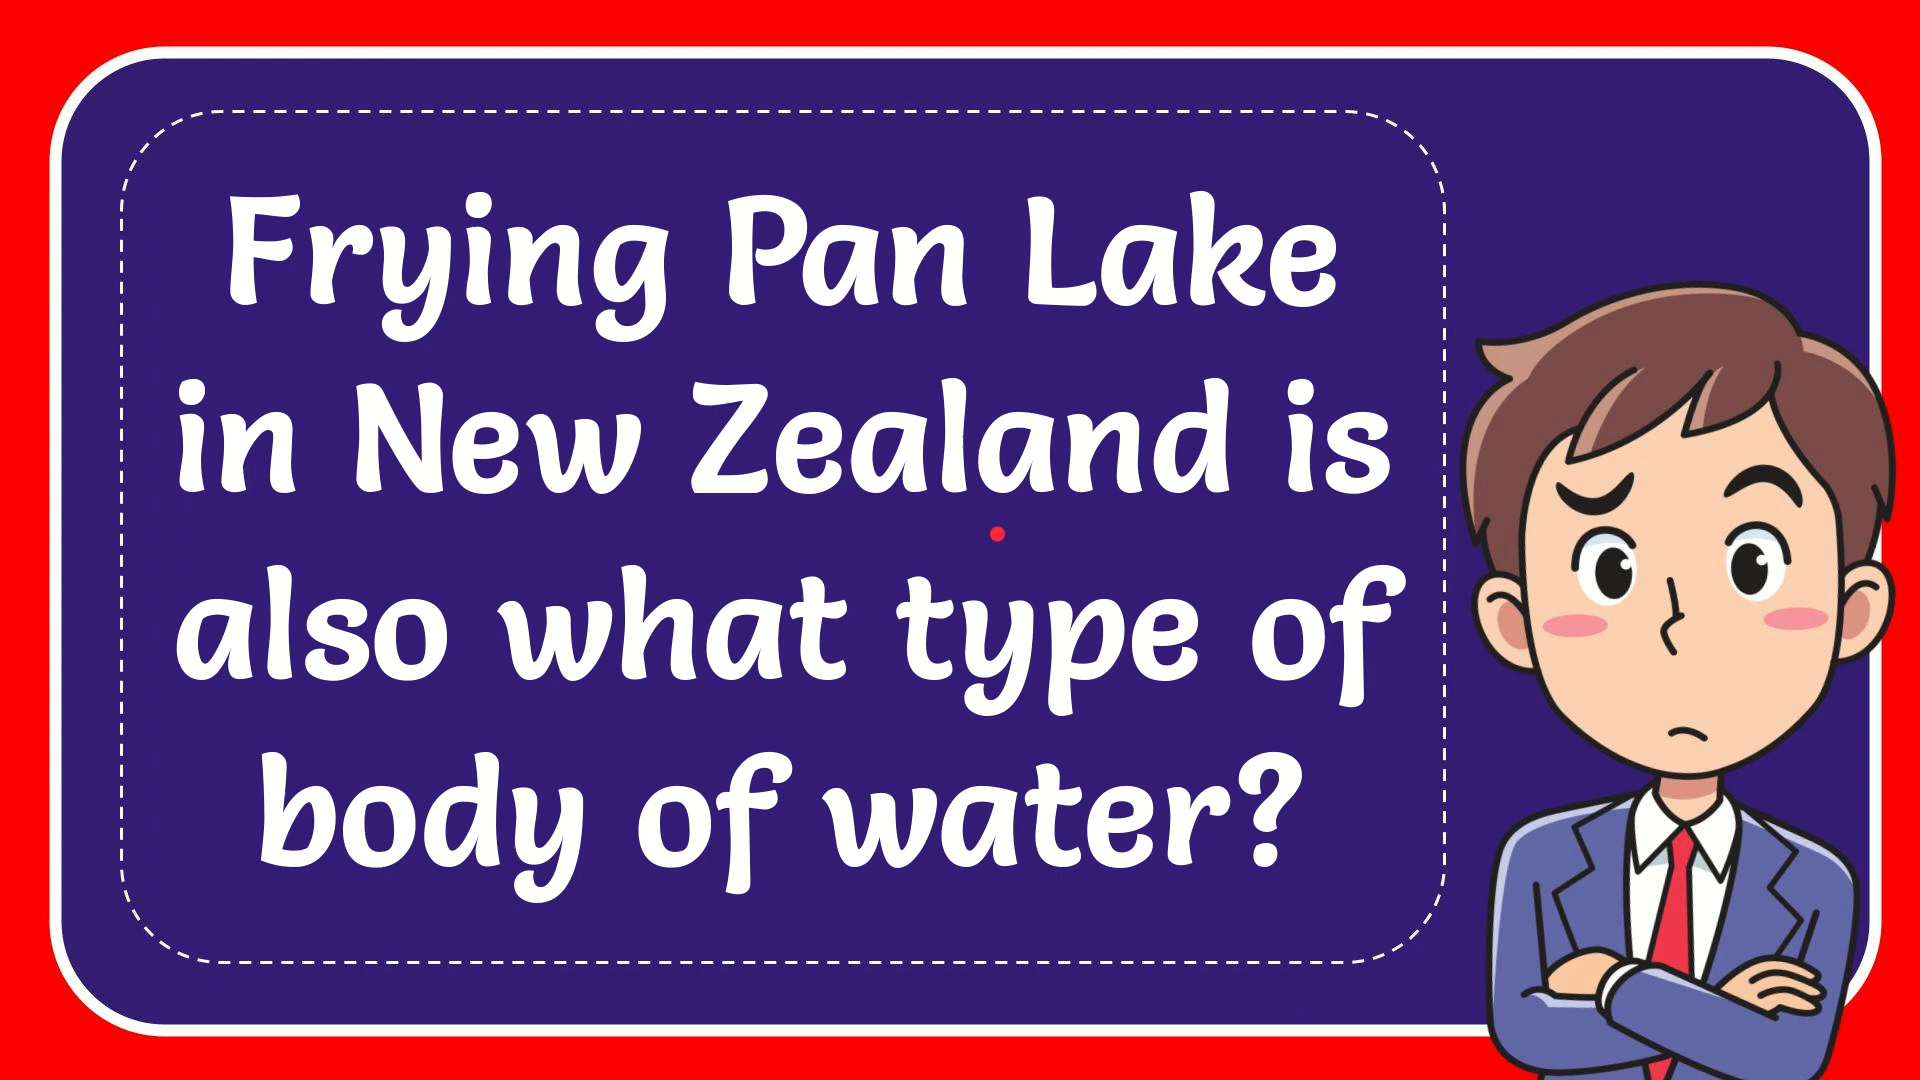 Frying Pan Lake
in New Zealand is
also what type of
body of water?